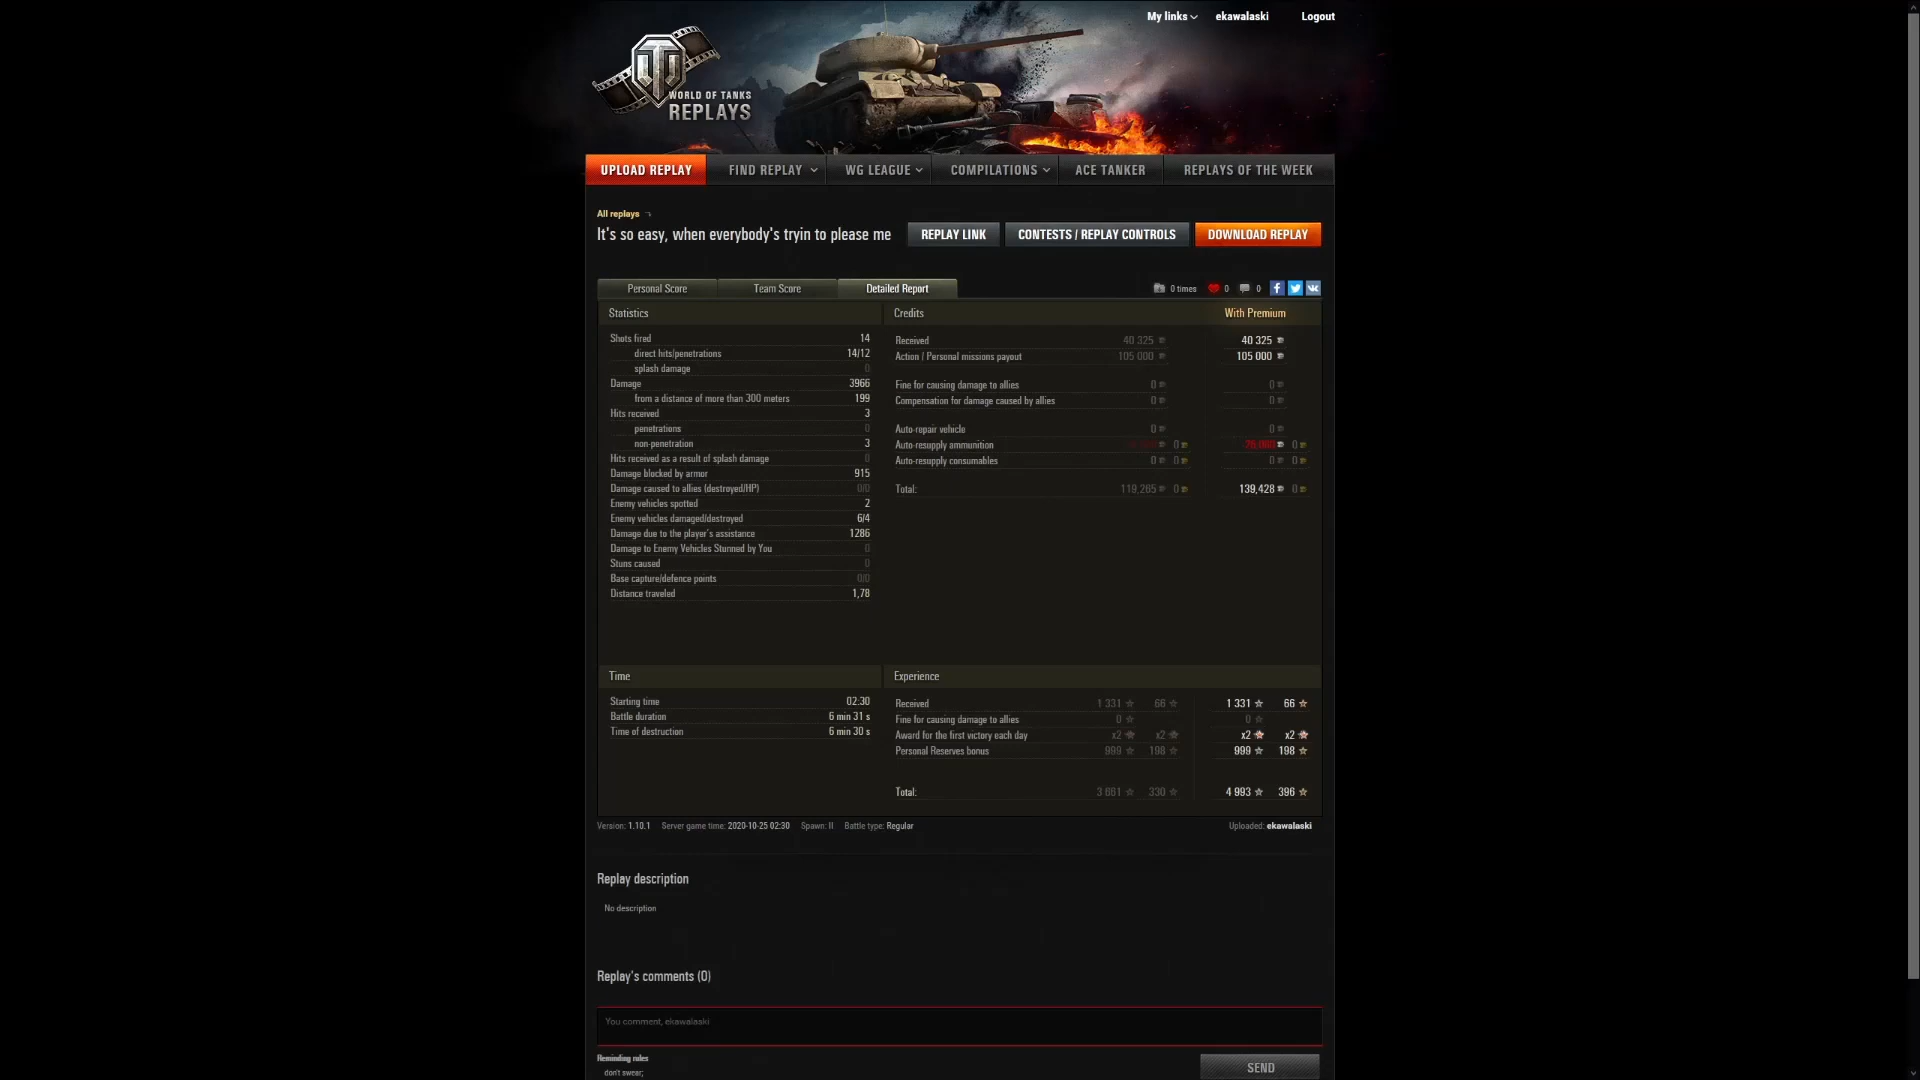 My links ekawalaski Logout
WORLD OF TANKS
REPLAYS
UPLOAD REPLAY FIND REPLAY WG LEAGUE COMPILATIONS ACE TANKER REPLAYS OF THE WEEK
All replays
It's so easy, when everybody's tryin to please me REPLAY LINK CONTESTS / REPLAY CONTROLS DOWNLOAD REPLAY
Personal Score Team Score Detailed Report 0 times 0 0
Statistics Credits With Premium
Shots fired 14
direct hits/penetrations 14/12
splash damage 0
Damage 3966
from a distance of more than 300 meters 199
Hits received 3
penetrations 0
non-penetration 3
Hits received as a result of splash damage 0
Damage blocked by armor 915
Damage caused to allies (destroyed/HP) 0/0
Enemy vehicles spotted 2
Enemy vehicles damaged/destroyed 6/4
Damage due to the player's assistance 1286
Damage to Enemy Vehicles Stunned by You 0
Stuns caused 0
Base capture/defence points 0/0
Distance traveled 1,78
Received 40 325 40 325
Action / Personal missions payout 105 000 105 000
Fine for causing damage to allies 0 0
Compensation for damage caused by allies 0 0
Auto-repair vehicle 0 0
Auto-resupply ammunition 0 0
Auto-resupply consumables 0 0 0 0
Total: 119,265 0 139,428 0
Time Experience
Starting time 02:30
Battle duration 6 min 31 s
Time of destruction 6 min 30 s
Received 1 331 66 1 331 66
Fine for causing damage to allies 0 0
Award for the first victory each day x2 x2 x2 x2
Personal Reserves bonus 999 198 999 198
Total: 3 661 330 4 993 396
Version: 1.10.1 Server game time: 2020-10-25 02:30 Spawn: II Battle type: Regular Uploaded: ekawalaski
Replay description
No description
Replay's comments (0)
You comment, ekawalaski
Reminding rules
don't swear; SEND